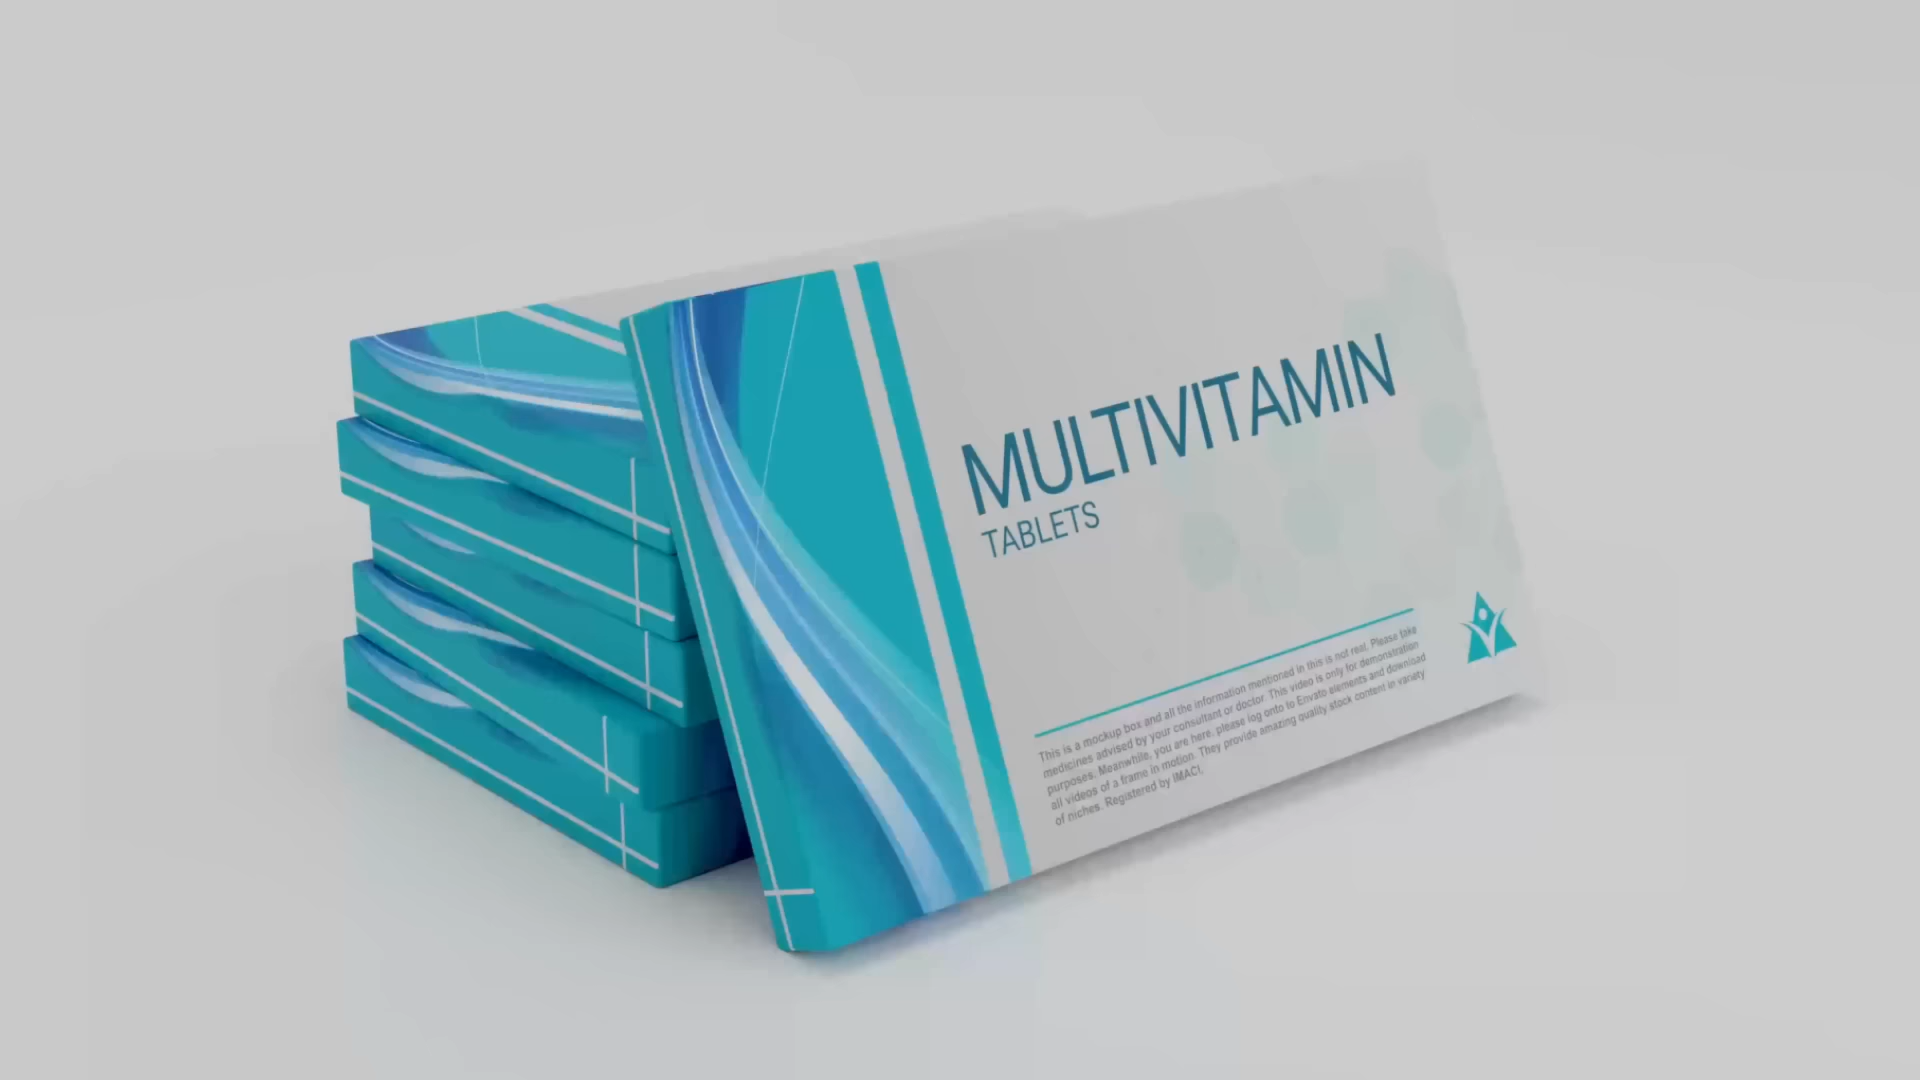 MULTIVITAMIN
TABLETS
This is a mockup box and all the information mentioned in this is not real. Please take
medicines advised by your consultant or doctor. This video is only for demonstration
purposes. Meanwhile, you are here, please log onto to Envato elements and download
all videos of a frame in motion. They provide amazing quality stock content in variety
of niches. Registered by IMACI,